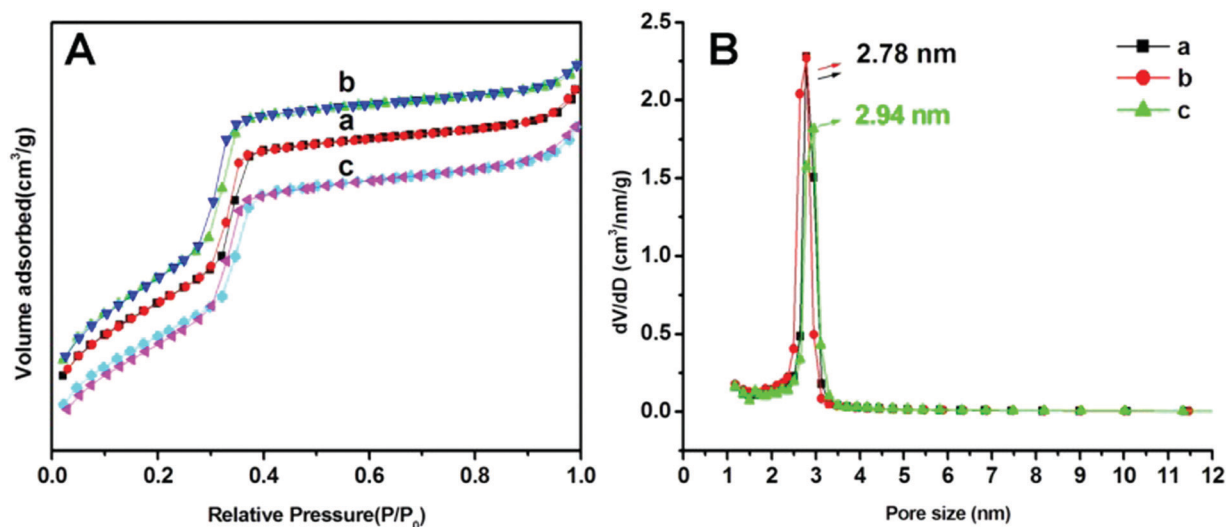 A
b
a
c
Volume adsorbed(cm³/g)
0.0 0.2 0.4 0.6 0.8 1.0
Relative Pressure(P/P₀)
B
2.78 nm
2.94 nm
a
b
c
2.5
2.0
1.5
1.0
0.5
0.0
dV/dD (cm³/nm/g)
0 1 2 3 4 5 6 7 8 9 10 11 12
Pore size (nm)